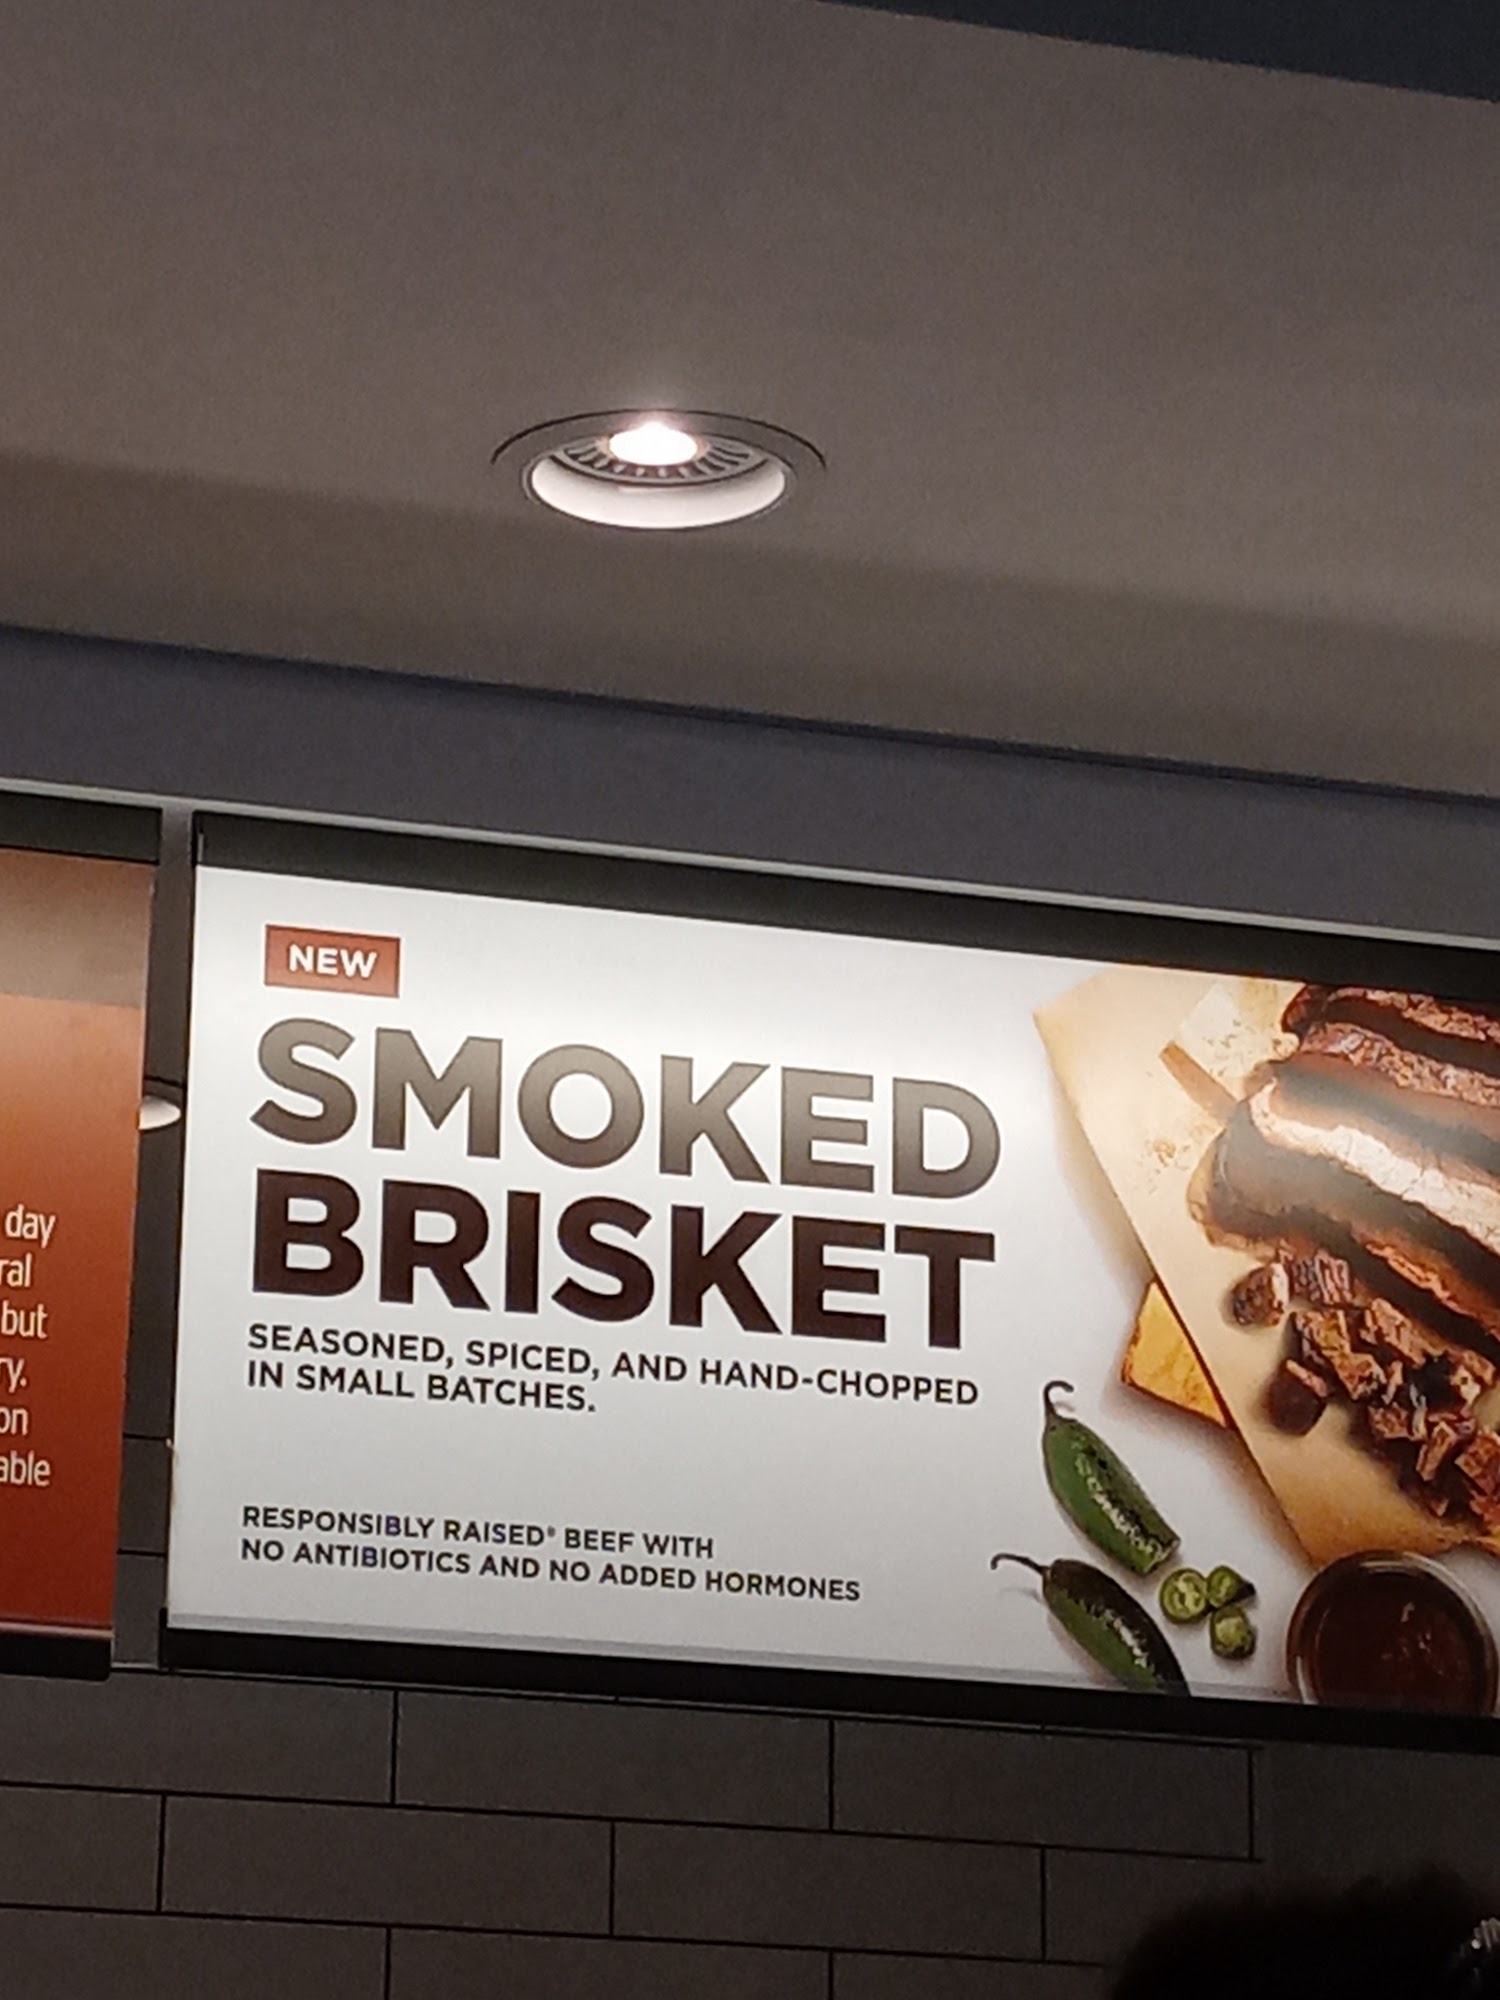 day
ral
but
ry.
on
able
NEW
SMOKED
BRISKET
SEASONED, SPICED, AND HAND-CHOPPED
IN SMALL BATCHES.
RESPONSIBLY RAISED® BEEF WITH
NO ANTIBIOTICS AND NO ADDED HORMONES